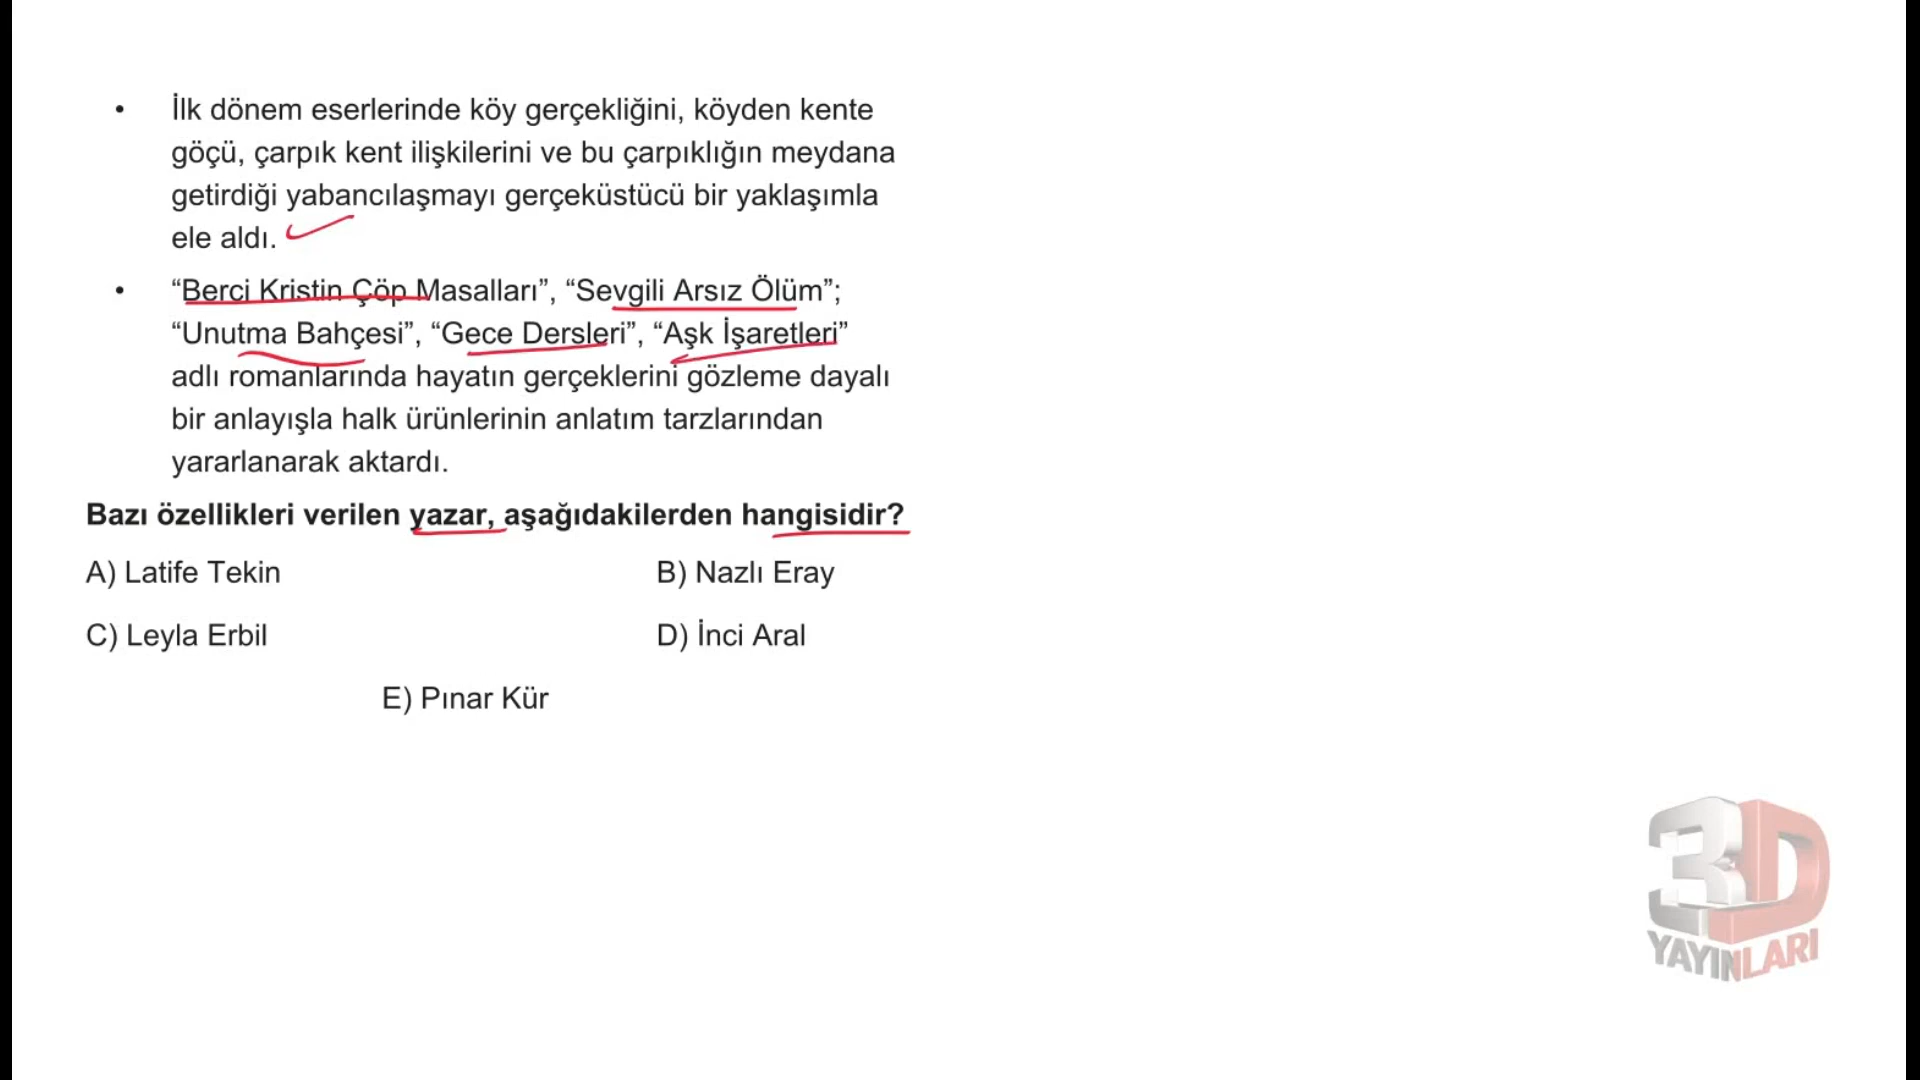 • İlk dönem eserlerinde köy gerçekliğini, köyden kente
göçü, çarpık kent ilişkilerini ve bu çarpıklığın meydana
getirdiği yabancılaşmayı gerçeküstücü bir yaklaşımla
ele aldı.
• “Berci Kristin Çöp Masalları”, “Sevgili Arsız Ölüm”;
“Unutma Bahçesi”, “Gece Dersleri”, “Aşk İşaretleri”
adlı romanlarında hayatın gerçeklerini gözleme dayalı
bir anlayışla halk ürünlerinin anlatım tarzlarından
yararlanarak aktardı.
Bazı özellikleri verilen yazar, aşağıdakilerden hangisidir?
A) Latife Tekin B) Nazlı Eray
C) Leyla Erbil D) İnci Aral
E) Pınar Kür
3D
YAYINLARI